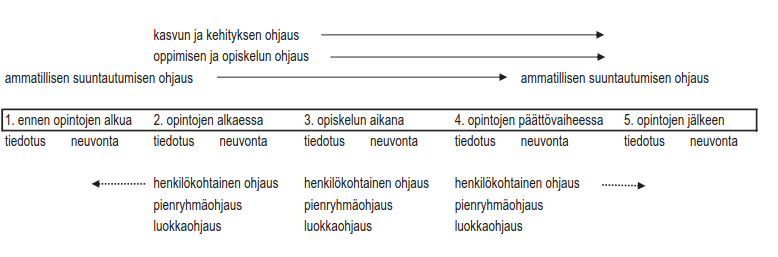 kasvun ja kehityksen ohjaus
oppimisen ja opiskelun ohjaus
ammatillisen suuntautumisen ohjaus ammatillisen suuntautumisen ohjaus
1. ennen opintojen alkua 2. opintojen alkaessa 3. opiskelun aikana 4. opintojen päättövaiheessa 5. opintojen jälkeen
tiedotus neuvonta tiedotus neuvonta tiedotus neuvonta tiedotus neuvonta tiedotus neuvonta
henkilökohtainen ohjaus henkilökohtainen ohjaus henkilökohtainen ohjaus
pienryhmäohjaus pienryhmäohjaus pienryhmäohjaus
luokkaohjaus luokkaohjaus luokkaohjaus